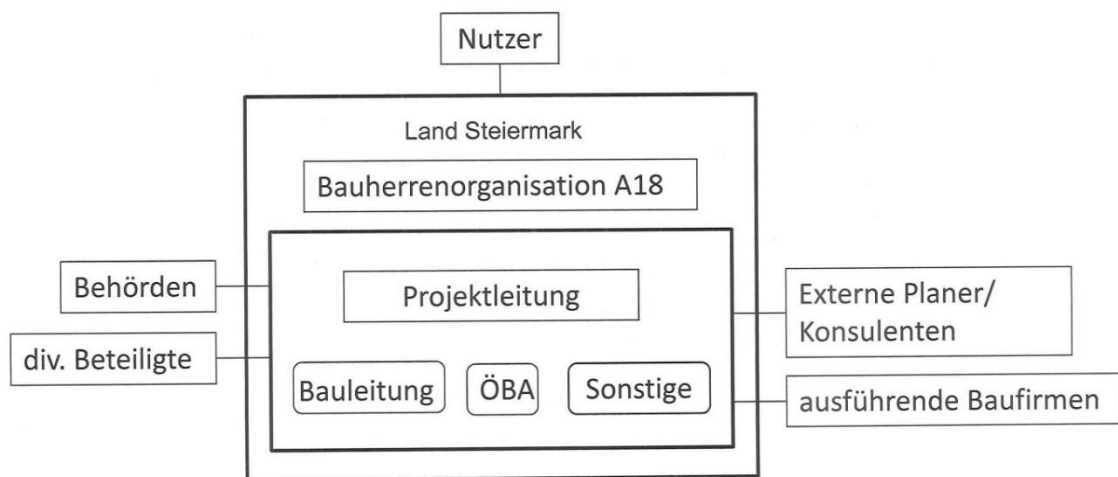 Nutzer
Land Steiermark
Bauherrenorganisation A18
Behörden
div. Beteiligte
Projektleitung
Bauleitung
ÖBA
Sonstige
Externe Planer/
Konsulenten
ausführende Baufirmen